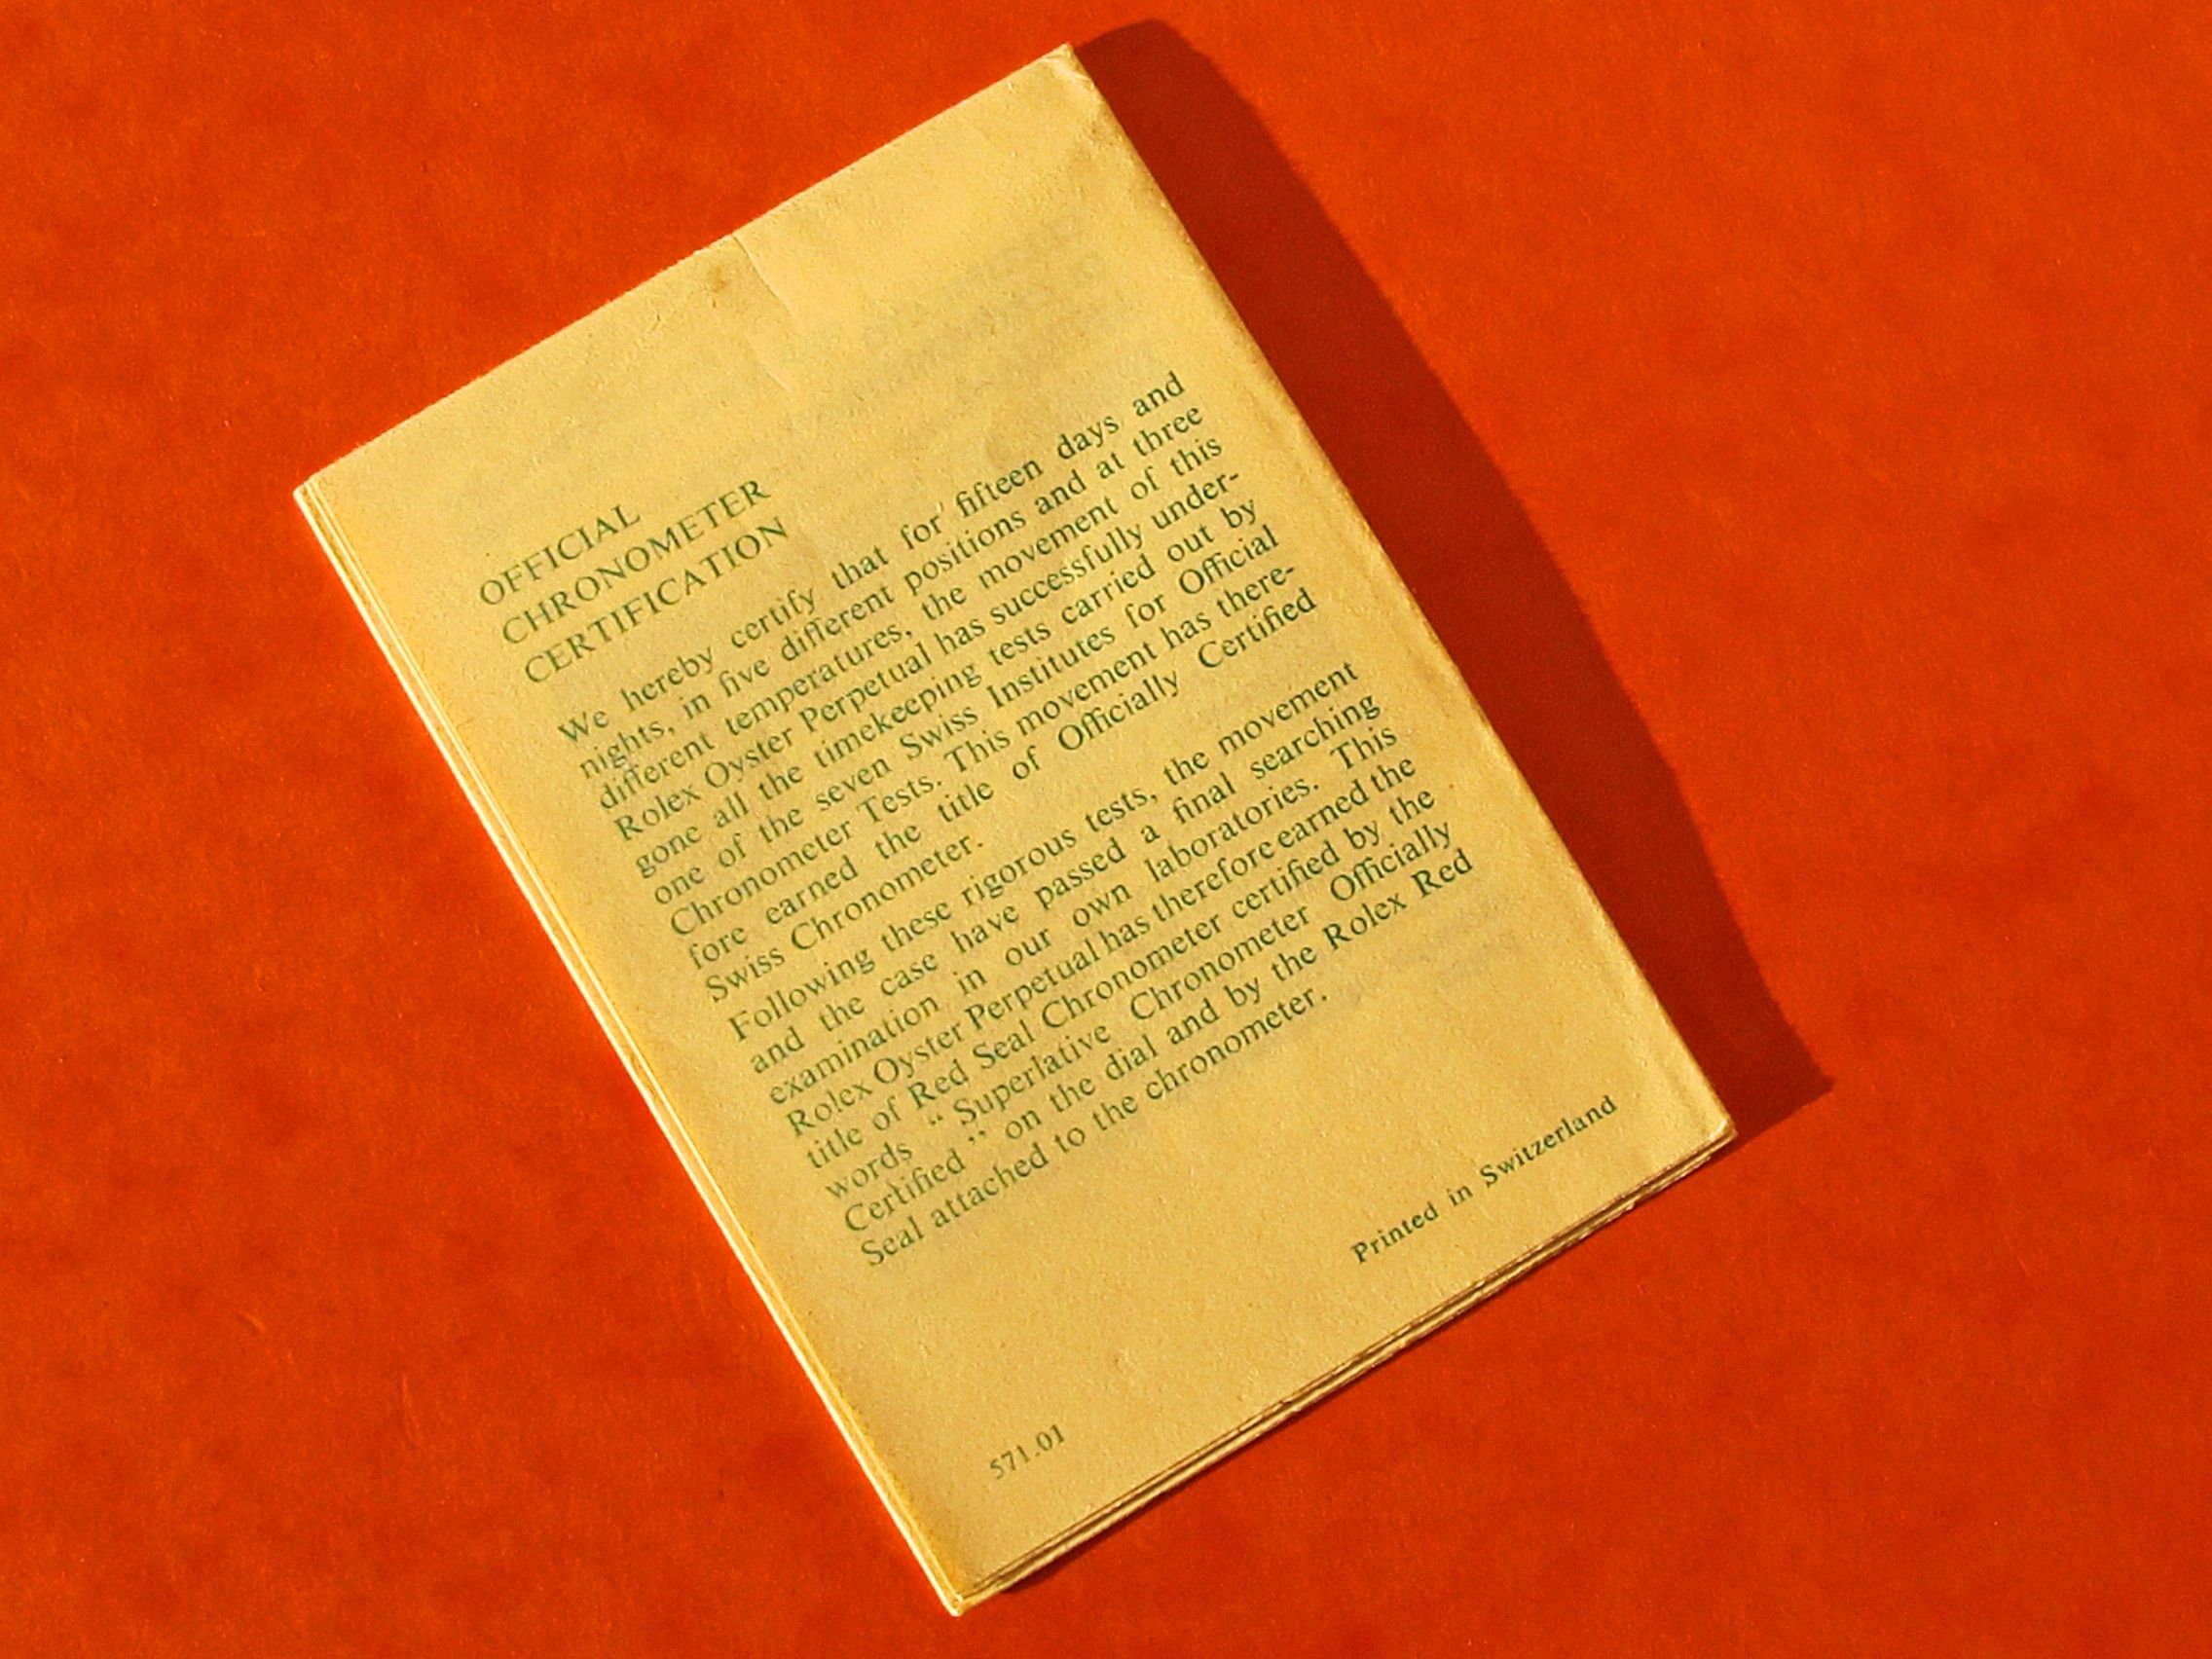 OFFICIAL
CHRONOMETER
CERTIFICATION
We hereby certify that for fifteen days and
nights, in five different positions and at three
different temperatures, the movement of this
Rolex Oyster Perpetual has successfully under-
gone all the timekeeping tests carried out by
one of the seven Swiss Institutes for Official
Chronometer Tests. This movement has there-
fore earned the title of Officially Certified
Swiss Chronometer.
Following these rigorous tests, the movement
and the case have passed a final searching
examination in our own laboratories. This
Rolex Oyster Perpetual has therefore earned the
title of Red Seal Chronometer certified by the
words “ Superlative Chronometer Officially
Certified ” on the dial and by the Rolex Red
Seal attached to the chronometer.
Printed in Switzerland
571.01